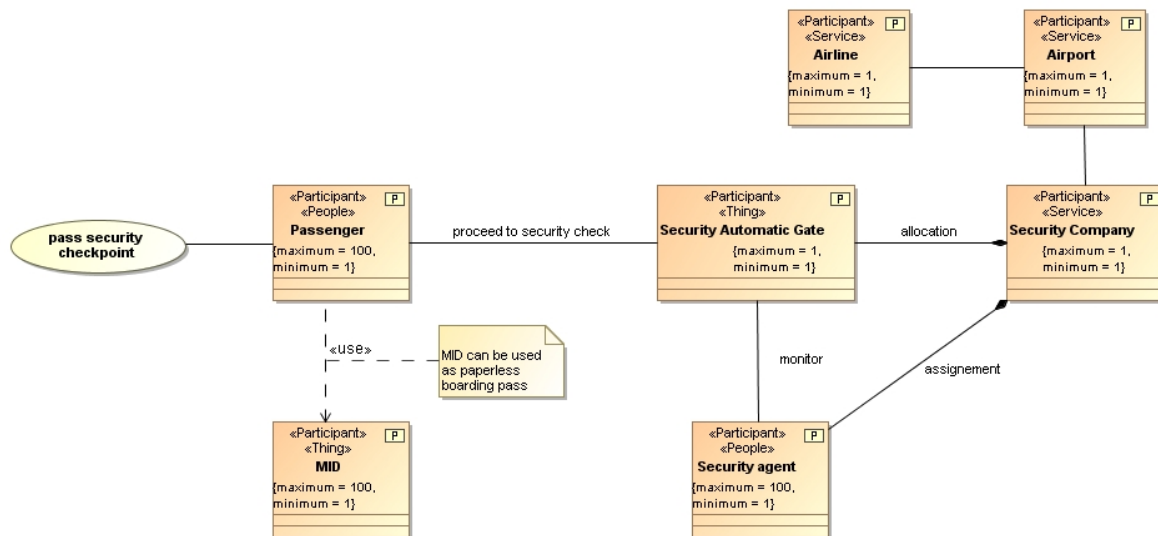 «Participant»
P
«Service»
Airline
{maximum = 1,
minimum = 1}
«Participant»
P
«Service»
Airport
{maximum = 1,
minimum = 1}
pass security
checkpoint
«Participant»
P
«People»
Passenger
{maximum = 100,
minimum = 1}
proceed to security check
«Participant»
P
«Thing»
Security Automatic Gate
{maximum = 1,
minimum = 1}
allocation
«Participant»
P
«Service»
Security Company
{maximum = 1,
minimum = 1}
«use»
MID can be used
as paperless
boarding pass
monitor
assignement
«Participant»
P
«Thing»
MID
{maximum = 100,
minimum = 1}
«Participant»
P
«People»
Security agent
{maximum = 100,
minimum = 1}